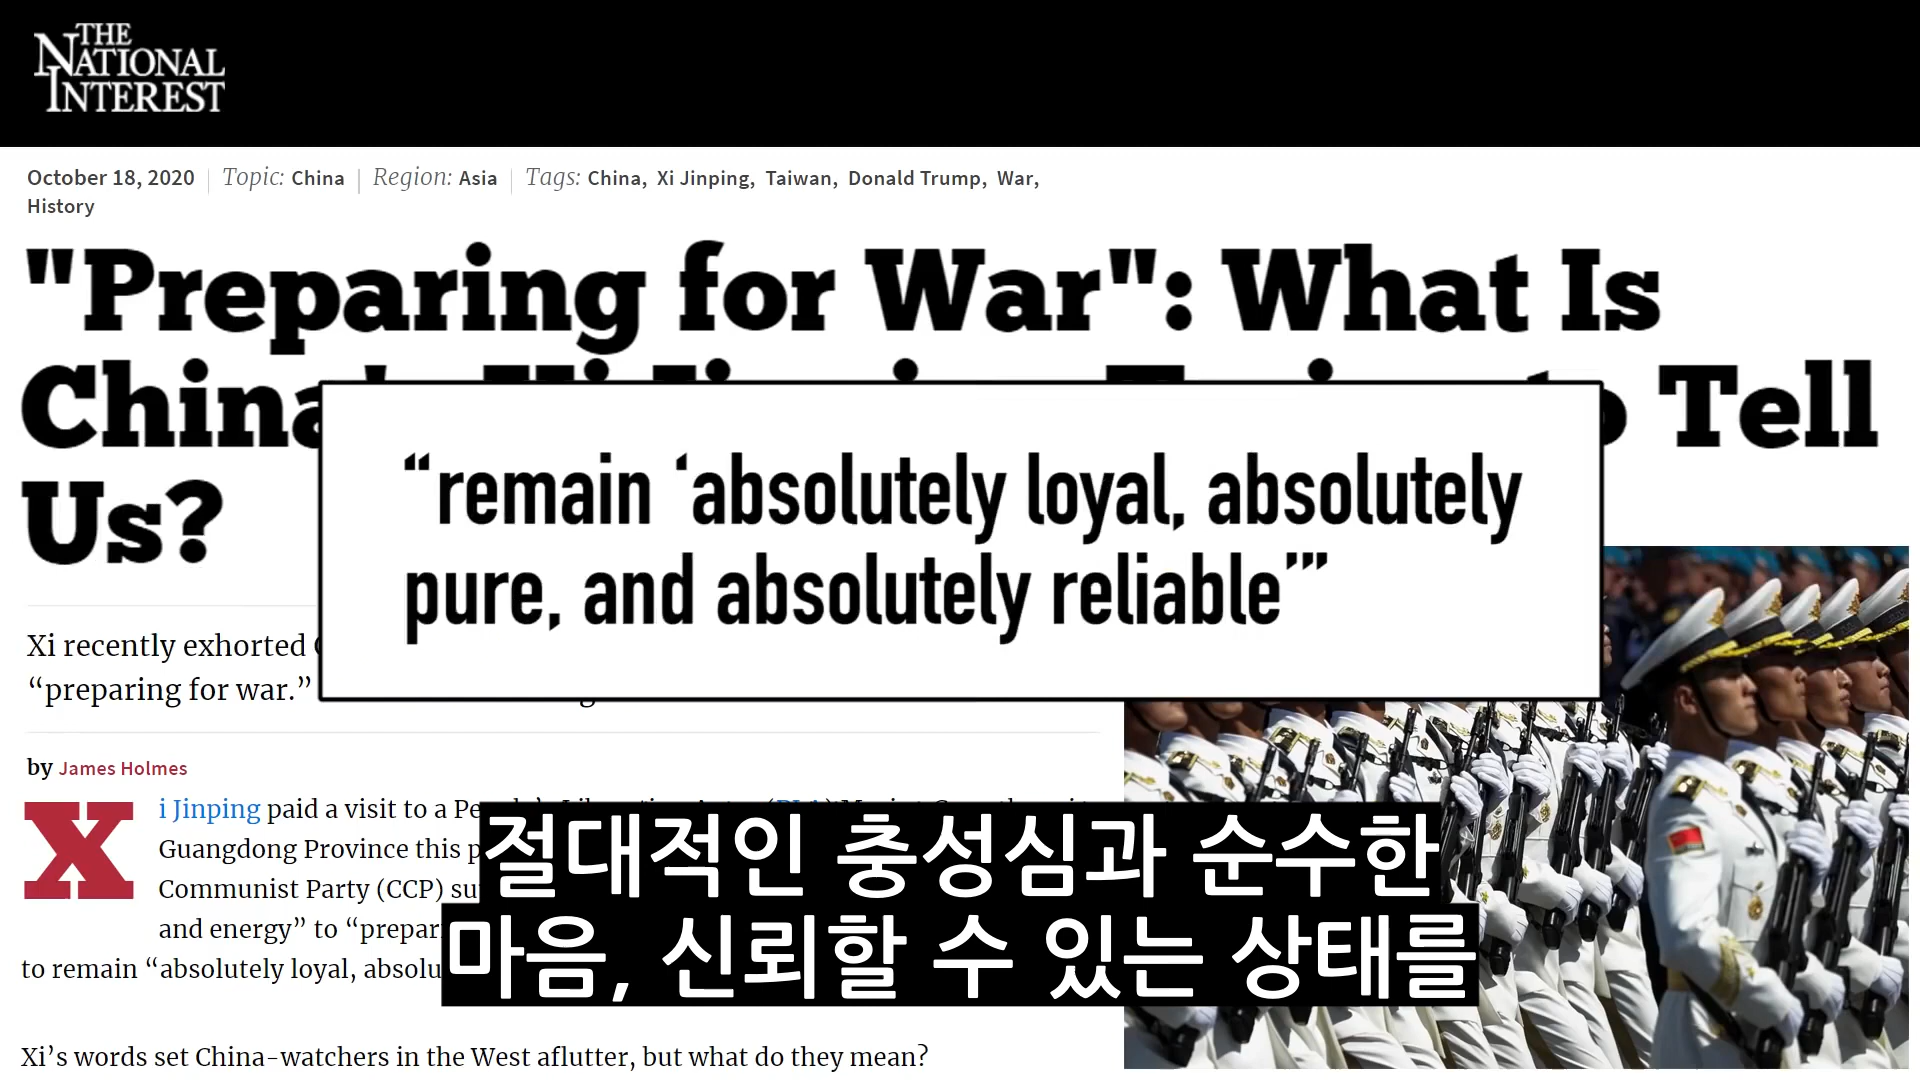 THE
NATIONAL
INTEREST
October 18, 2020 | Topic: China | Region: Asia | Tags: China, Xi Jinping, Taiwan, Donald Trump, War,
History
"Preparing for War": What Is
Tell
Us?
“remain ‘absolutely loyal, absolutely
pure, and absolutely reliable’”
Xi recently exhorted
“preparing for war.”
by James Holmes
Xi Jinping paid a visit to a
Guangdong Province this
Communist Party (CCP)
and energy” to
to remain “absolutely loyal,
절대적인 충성심과 순수한
마음, 신뢰할 수 있는 상태를
Xi’s words set China-watchers in the West aflutter, but what do they mean?